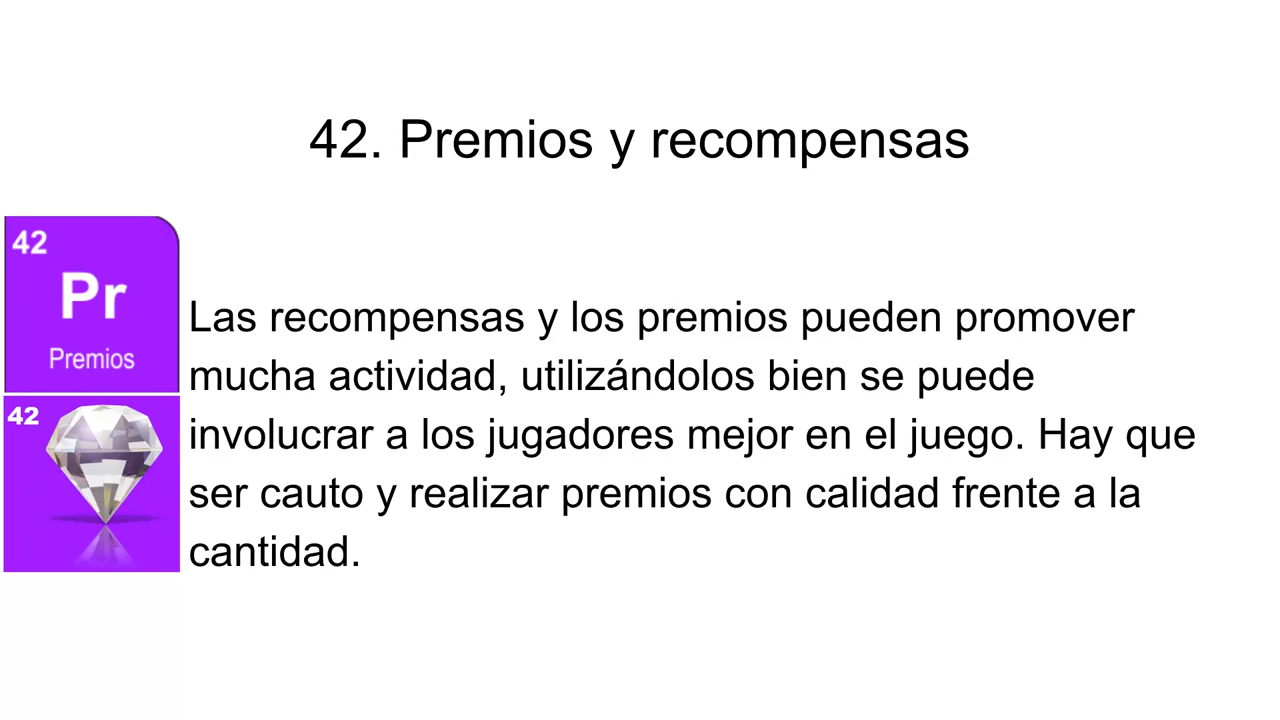 42. Premios y recompensas
42
Pr
Premios
42
Las recompensas y los premios pueden promover
mucha actividad, utilizándolos bien se puede
involucrar a los jugadores mejor en el juego. Hay que
ser cauto y realizar premios con calidad frente a la
cantidad.